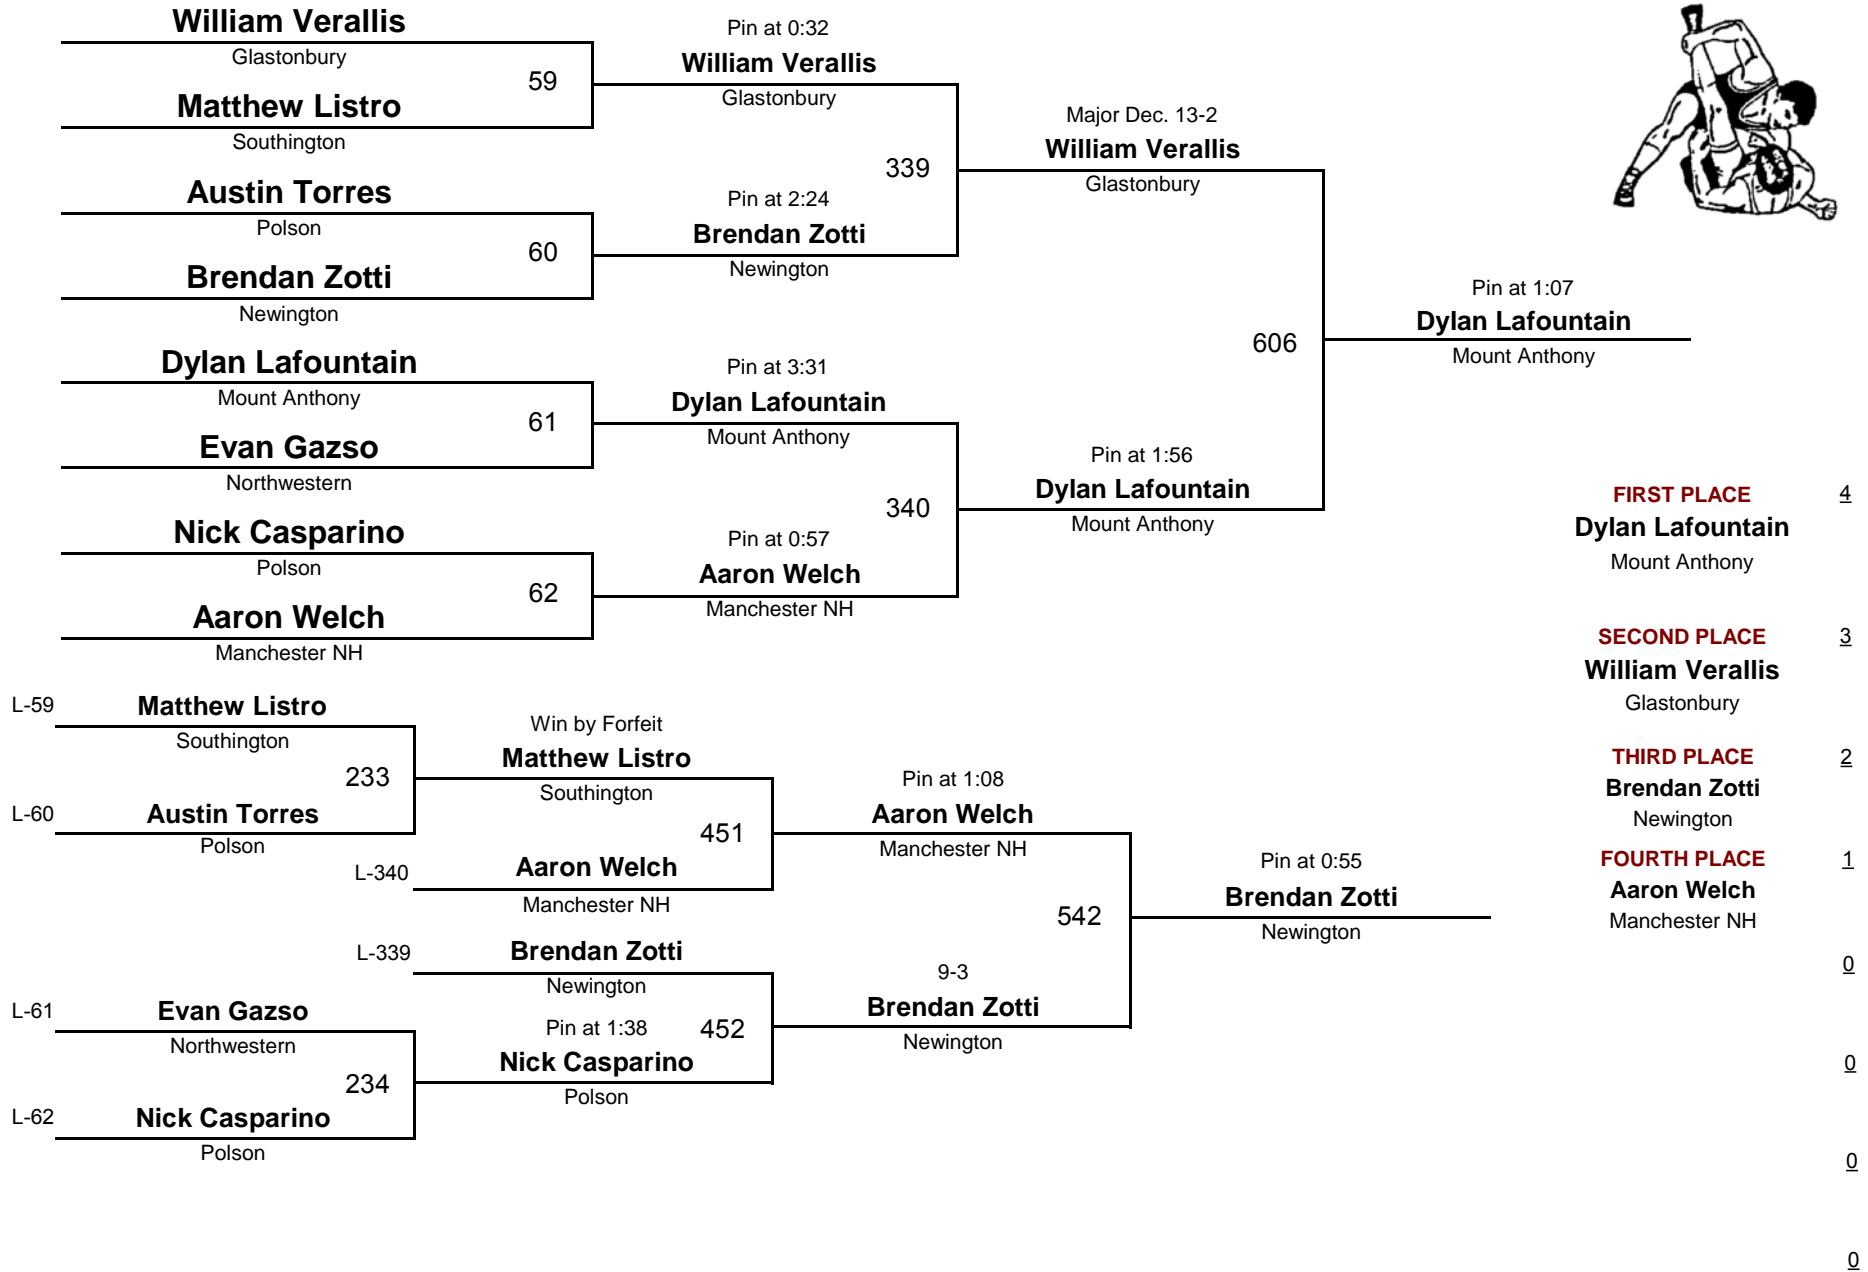 William Verallis
Glastonbury
59
Matthew Listro
Southington
Austin Torres
Polson
60
Brendan Zotti
Newington
Dylan Lafountain
Mount Anthony
61
Evan Gazso
Northwestern
Nick Casparino
Polson
62
Aaron Welch
Manchester NH
Pin at 0:32
William Verallis
Glastonbury
339
Pin at 2:24
Brendan Zotti
Newington
Pin at 3:31
Dylan Lafountain
Mount Anthony
340
Pin at 0:57
Aaron Welch
Manchester NH
Major Dec. 13-2
William Verallis
Glastonbury
606
Pin at 1:56
Dylan Lafountain
Mount Anthony
Pin at 1:07
Dylan Lafountain
Mount Anthony
FIRST PLACE 4
Dylan Lafountain
Mount Anthony
SECOND PLACE 3
William Verallis
Glastonbury
THIRD PLACE 2
Brendan Zotti
Newington
FOURTH PLACE 1
Aaron Welch
Manchester NH
0
0
0
0
L-59 Matthew Listro
Southington
233
L-60 Austin Torres
Polson
Win by Forfeit
Matthew Listro
Southington
451
L-340 Aaron Welch
Manchester NH
L-339 Brendan Zotti
Newington
452
L-61 Evan Gazso
Northwestern
234
L-62 Nick Casparino
Polson
Pin at 1:38
Nick Casparino
Polson
Pin at 1:08
Aaron Welch
Manchester NH
542
9-3
Brendan Zotti
Newington
Pin at 0:55
Brendan Zotti
Newington